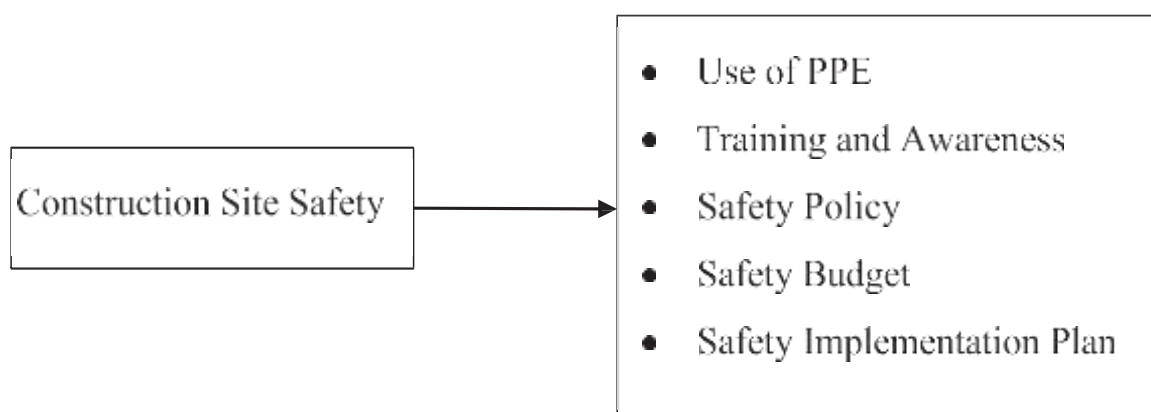 Construction Site Safety
• Use of PPE
• Training and Awareness
• Safety Policy
• Safety Budget
• Safety Implementation Plan